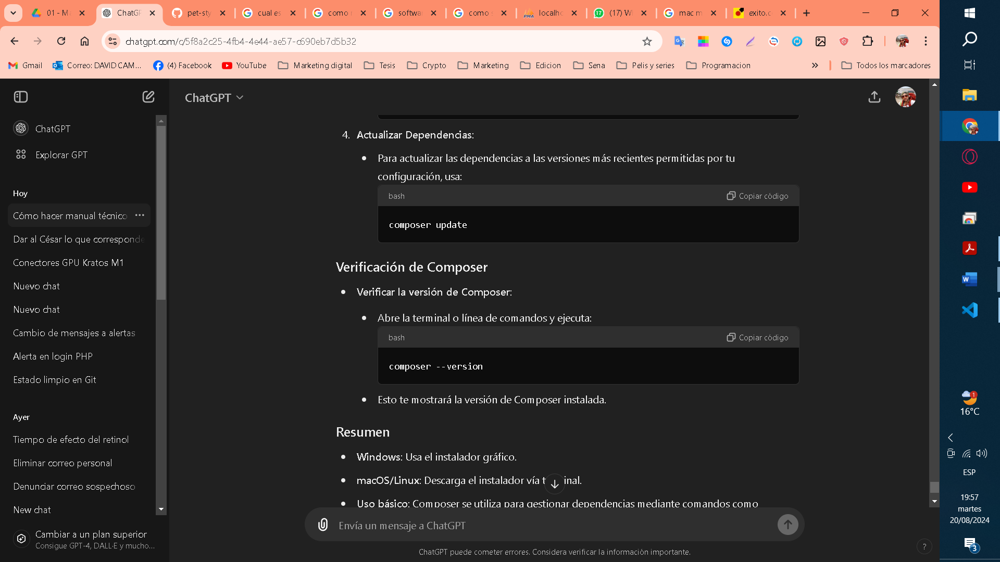 01 - M
ChatGP
pet-sty
cual es
como r
softwar
como s
localho
(17) W
mac m
exito.c
chatgpt.com/c/5f8a2c25-4fb4-4e44-ae57-c690eb7d5b32
Gmail
Correo: DAVID CAM...
(4) Facebook
YouTube
Marketing digital
Tesis
Crypto
Marketing
Edicion
Sena
Pelis y series
Programacion
Todos los marcadores
ChatGPT
Explorar GPT
Hoy
Cómo hacer manual técnico
Dar al César lo que corresponde
Conectores GPU Kratos M1
Nuevo chat
Nuevo chat
Cambio de mensajes a alertas
Alerta en login PHP
Estado limpio en Git
Ayer
Tiempo de efecto del retinol
Eliminar correo personal
Denunciar correo sospechoso
New chat
Cambiar a un plan superior
Consigue GPT-4, DALL·E y mucho...
ChatGPT
4. Actualizar Dependencias:
Para actualizar las dependencias a las versiones más recientes permitidas por tu
configuración, usa:
bash
Copiar código
composer update
Verificación de Composer
Verificar la versión de Composer:
Abre la terminal o línea de comandos y ejecuta:
bash
Copiar código
composer --version
Esto te mostrará la versión de Composer instalada.
Resumen
Windows: Usa el instalador gráfico.
macOS/Linux: Descarga el instalador vía t inal.
Uso básico: Composer se utiliza para gestionar dependencias mediante comandos como
Envía un mensaje a ChatGPT
ChatGPT puede cometer errores. Considera verificar la información importante.
?
1
16°C
ESP
19:57
martes
20/08/2024
3